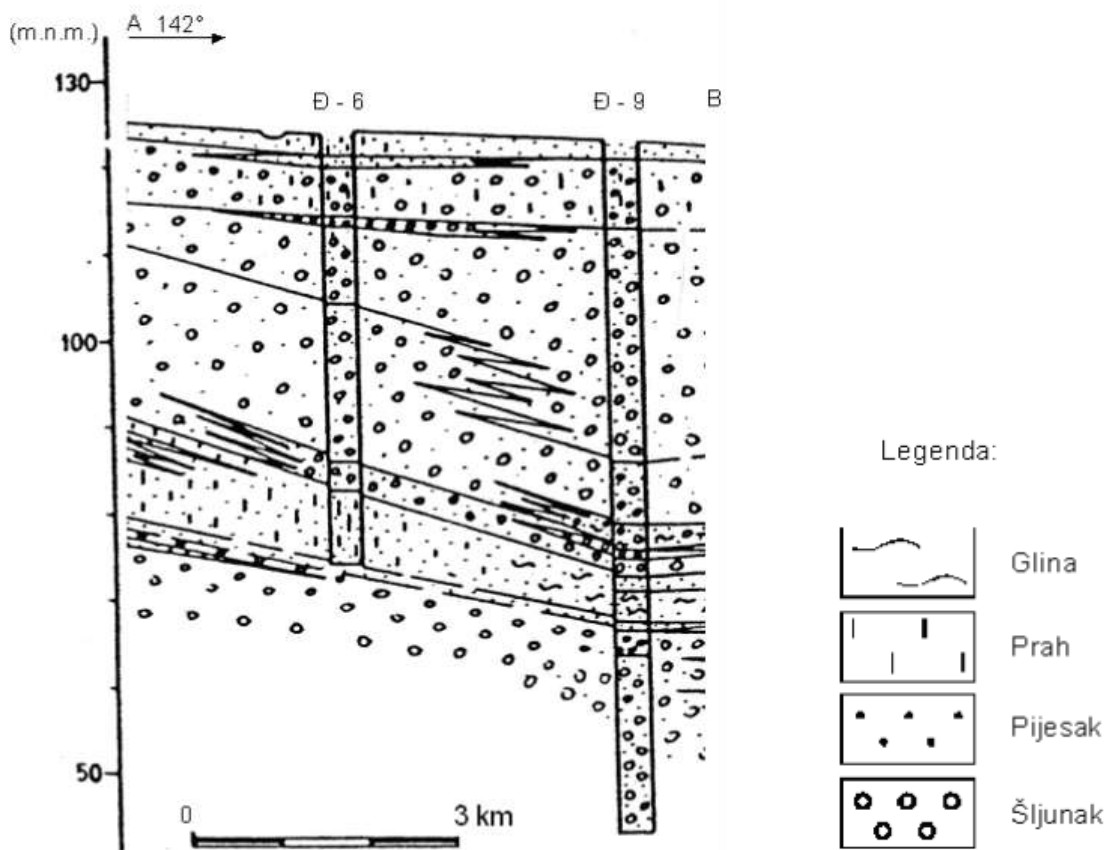 (m.n.m.) A 142°
130
Đ - 6 Đ - 9 B
100
50
0 3 km
Legenda:
Glina
Prah
Pijesak
Šljunak